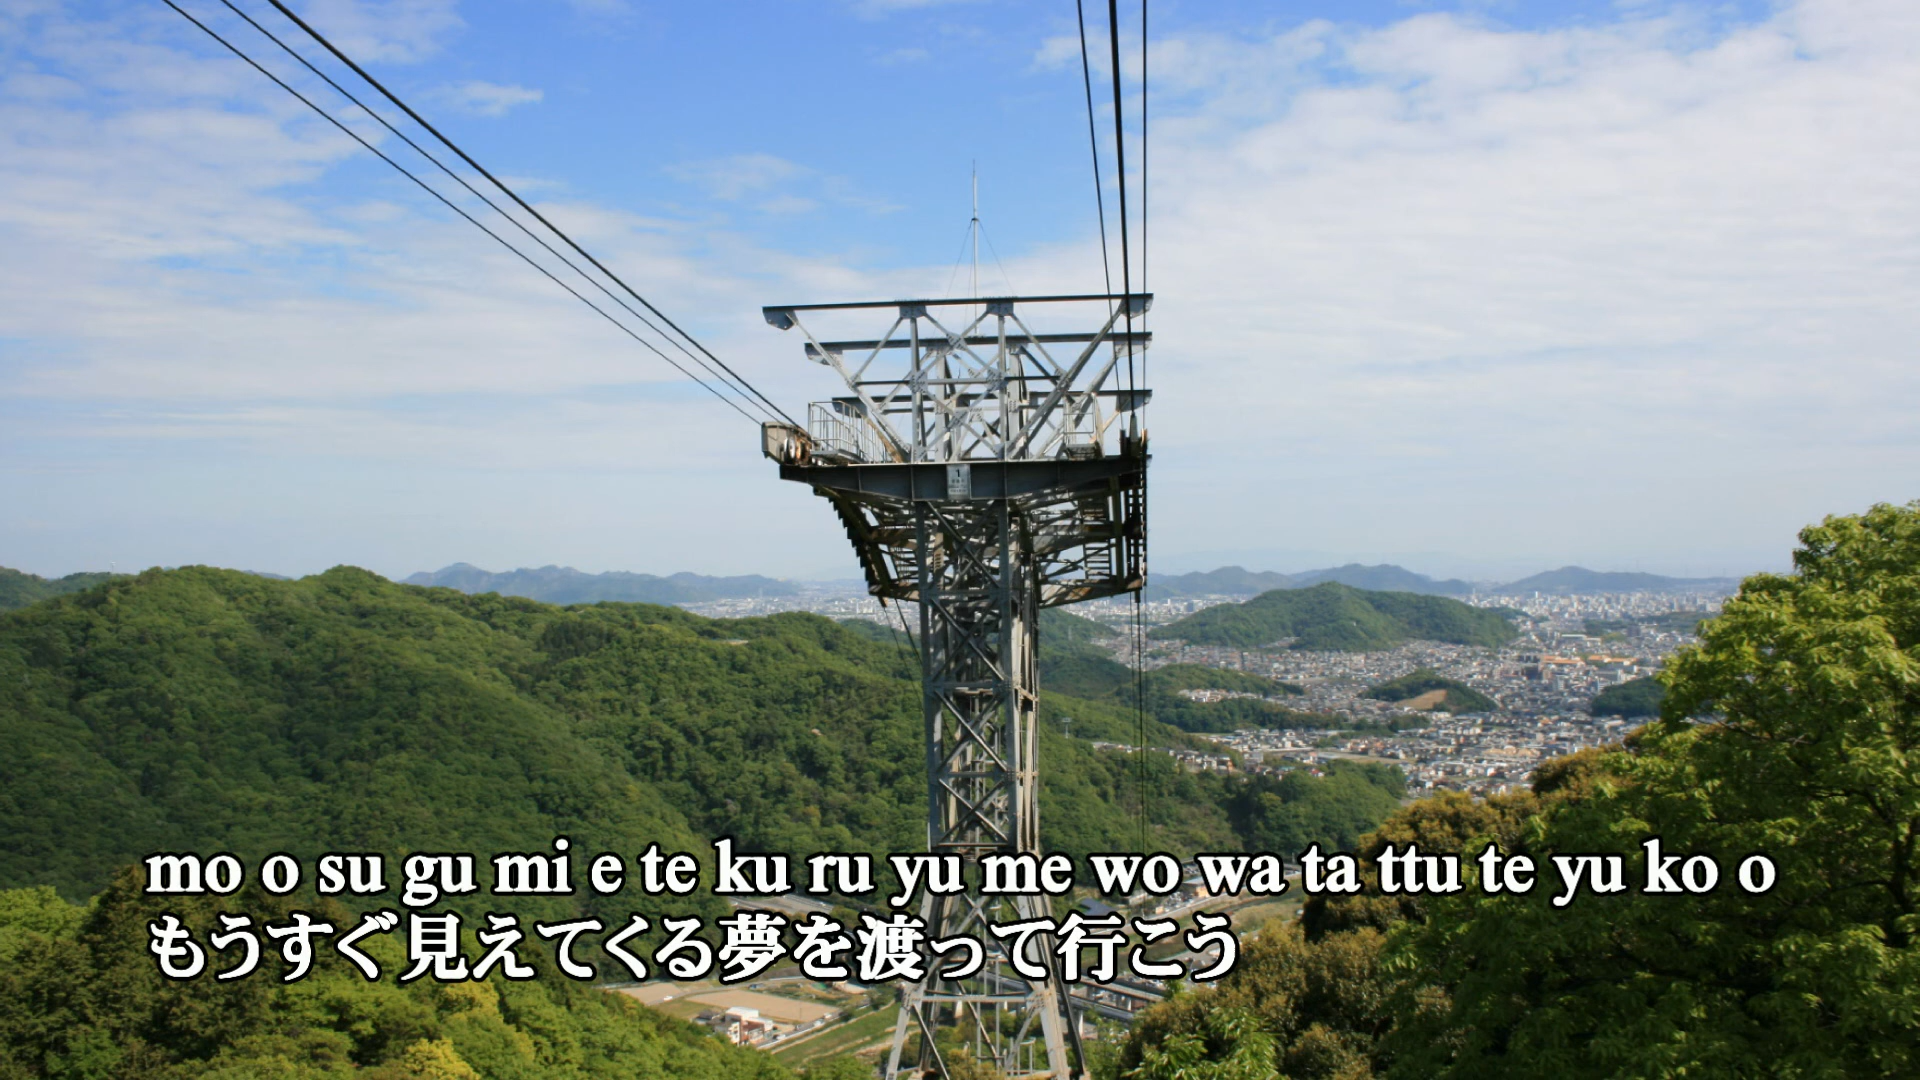 mo o su gu mi e te ku ru yu me wo wa ta ttu te yu ko o
もうすぐ見えてくる夢を渡って行こう
1